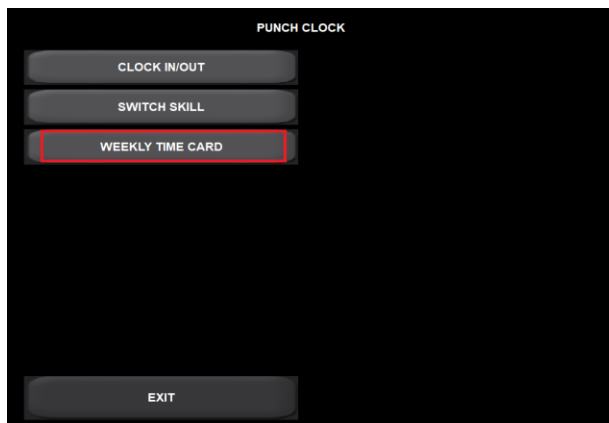 PUNCH CLOCK
CLOCK IN/OUT
SWITCH SKILL
WEEKLY TIME CARD
EXIT